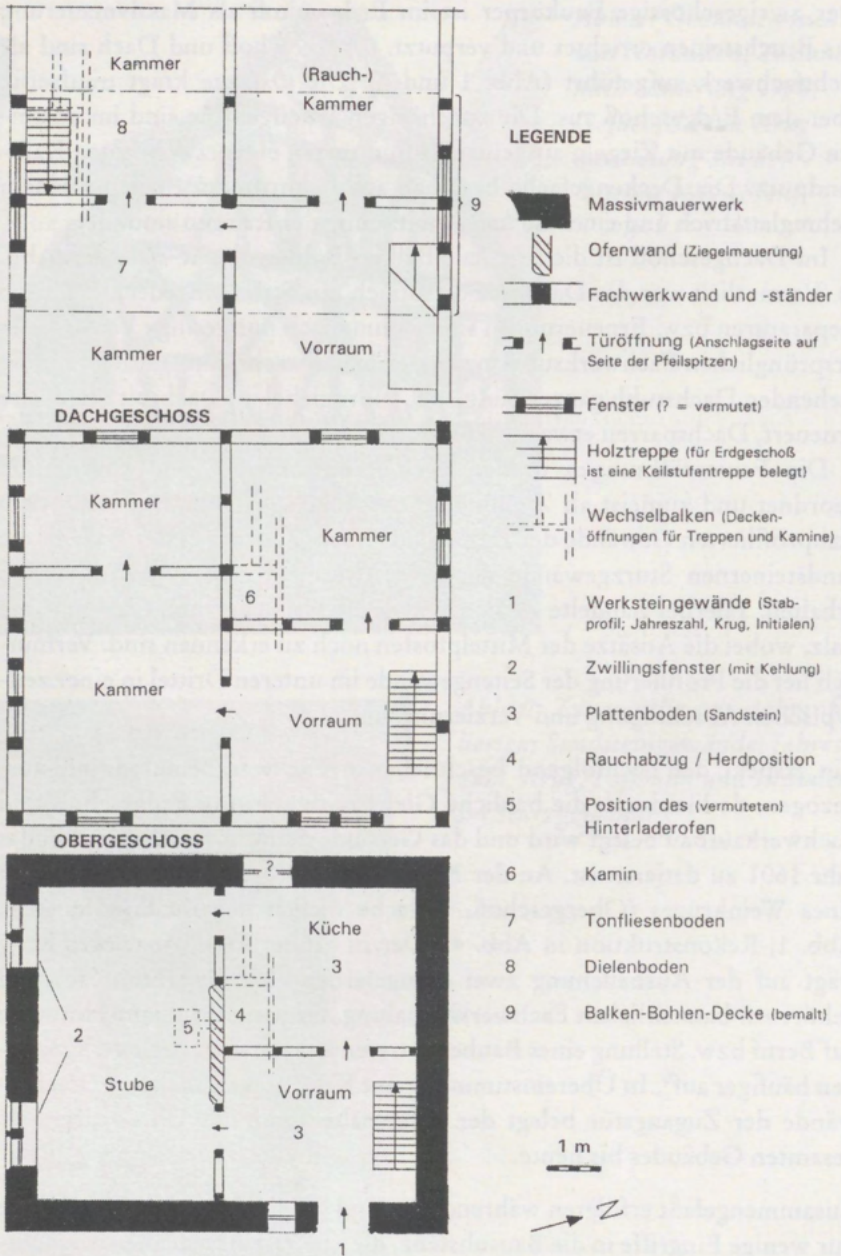 Kammer
(Rauch-)
Kammer
8
9
7
Kammer
Vorraum
DACHGESCHOSS
Kammer
Kammer
6
Kammer
Vorraum
OBERGESCHOSS
?
Küche
3
4
5
2
Stube
Vorraum
3
1
LEGENDE
Massivmauerwerk
Ofenwand (Ziegelmauerung)
Fachwerkwand und -ständer
Türöffnung (Anschlagseite auf
Seite der Pfeilspitzen)
Fenster (? = vermutet)
Holztreppe (für Erdgeschoß
ist eine Keilstufentreppe belegt)
Wechselbalken (Decken-
öffnungen für Treppen und Kamine)
1 Werksteingewände (Stab-
profil; Jahreszahl, Krug, Initialen)
2 Zwillingsfenster (mit Kehlung)
3 Plattenboden (Sandstein)
4 Rauchabzug / Herdposition
5 Position des (vermuteten)
Hinterladerofen
6 Kamin
7 Tonfliesenboden
8 Dielenboden
9 Balken-Bohlen-Decke (bemalt)
1 m
N